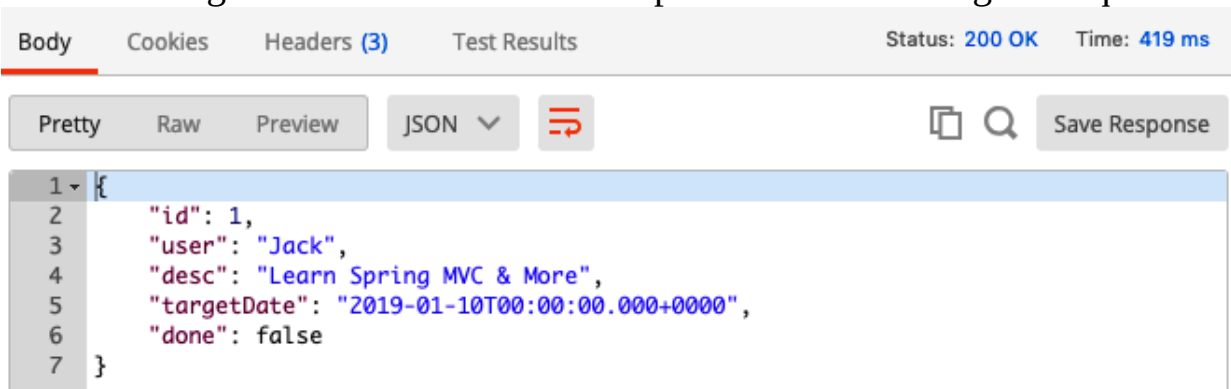 Body Cookies Headers (3) Test Results Status: 200 OK Time: 419 ms
Pretty Raw Preview JSON Save Response
1 {
2 "id": 1,
3 "user": "Jack",
4 "desc": "Learn Spring MVC & More",
5 "targetDate": "2019-01-10T00:00:00.000+0000",
6 "done": false
7 }